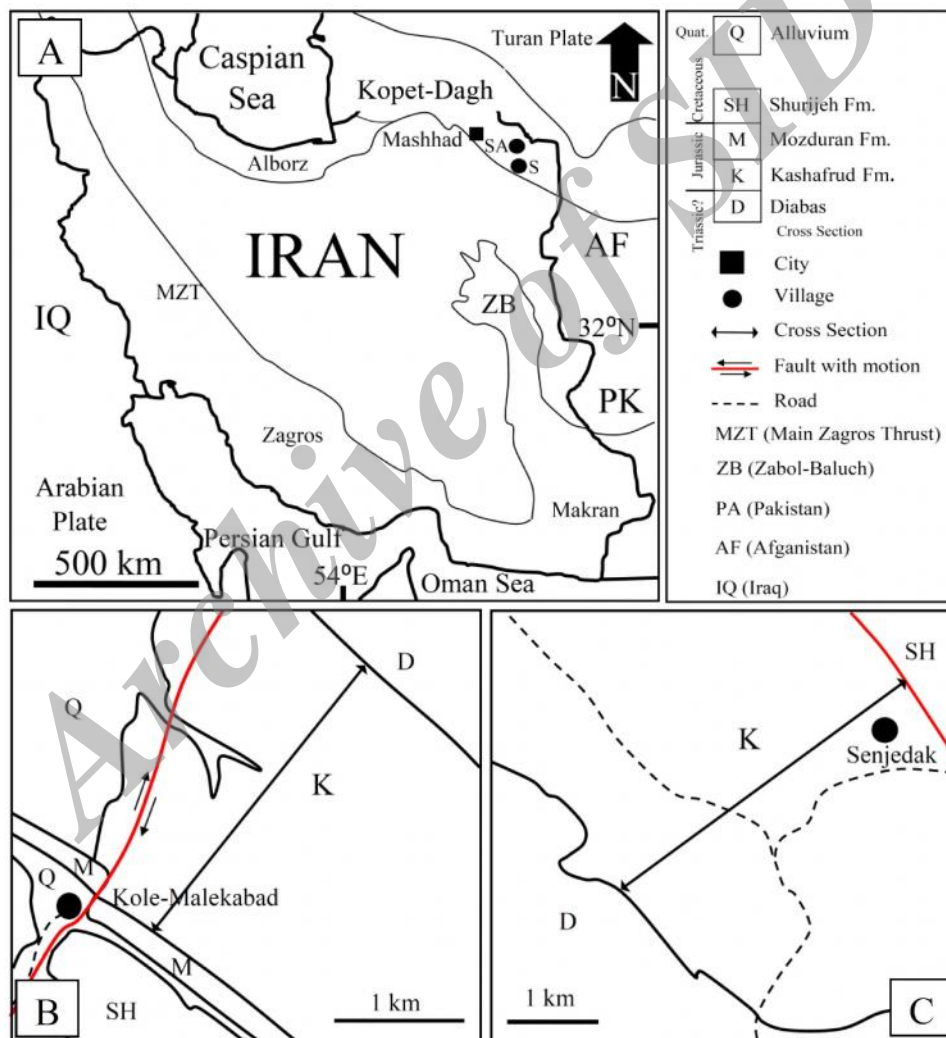 A
Caspian
Sea
Turan Plate
N
Kopet-Dagh
Mashhad
SA
S
Alborz
IRAN
AF
MZT
ZB
IQ
32°N
PK
Zagros
Arabian
Plate
Makran
Persian Gulf
500 km
54°E
Oman Sea
Quat.
Q
Alluvium
Cretaceous
SH
Shurijeh Fm.
Jurassic
M
Mozduran Fm.
K
Kashafrud Fm.
Triassic?
D
Diabas
Cross Section
City
Village
Cross Section
Fault with motion
Road
MZT (Main Zagros Thrust)
ZB (Zabol-Baluch)
PA (Pakistan)
AF (Afganistan)
IQ (Iraq)
D
Q
K
M
Q
Kole-Malekabad
M
B
SH
1 km
SH
K
Senjedak
D
1 km
C
Archive of SID